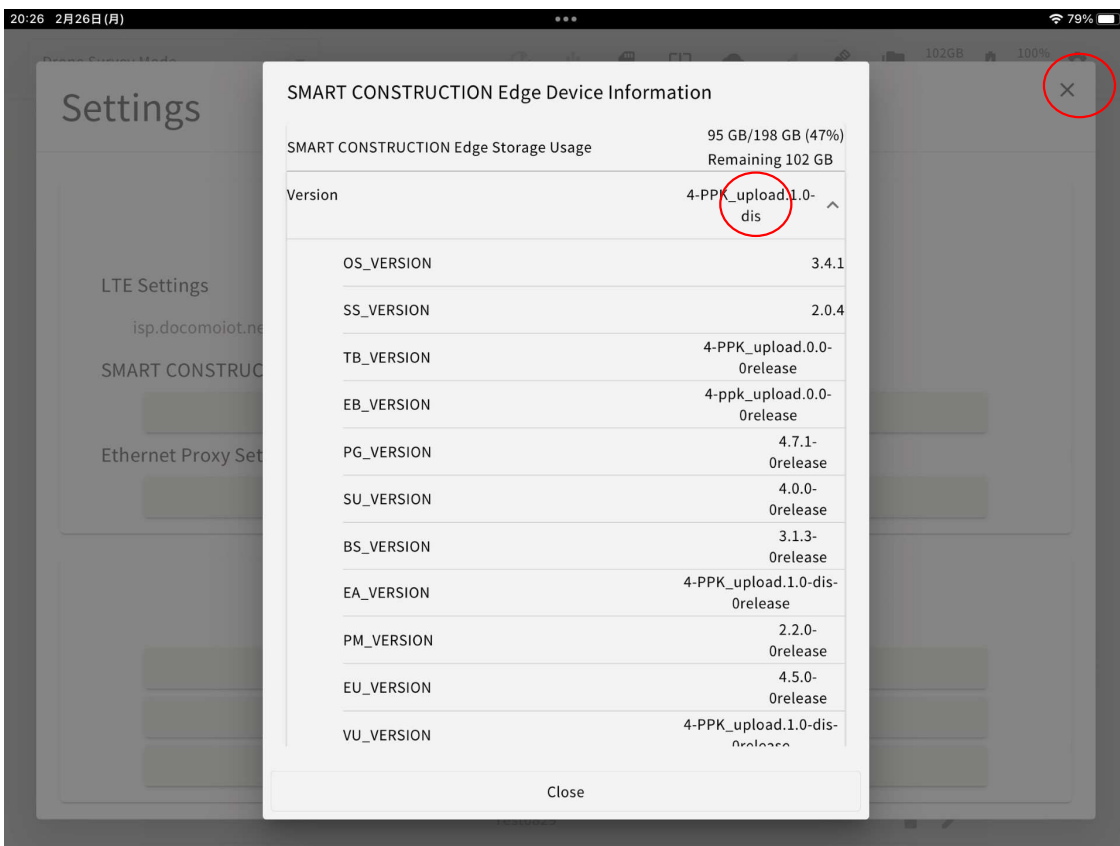 20:26 2月26日(月)
79%
102GB
100%
Settings
SMART CONSTRUCTION Edge Device Information
SMART CONSTRUCTION Edge Storage Usage
95 GB/198 GB (47%)
Remaining 102 GB
Version
4-PPK_upload.1.0-
dis
OS_VERSION
3.4.1
SS_VERSION
2.0.4
LTE Settings
isp.docomoiot.ne
TB_VERSION
4-PPK_upload.0.0-
0release
SMART CONSTRUC
EB_VERSION
4-ppk_upload.0.0-
0release
Ethernet Proxy Set
PG_VERSION
4.7.1-
0release
SU_VERSION
4.0.0-
0release
BS_VERSION
3.1.3-
0release
EA_VERSION
4-PPK_upload.1.0-dis-
0release
PM_VERSION
2.2.0-
0release
EU_VERSION
4.5.0-
0release
VU_VERSION
4-PPK_upload.1.0-dis-
0release
Close